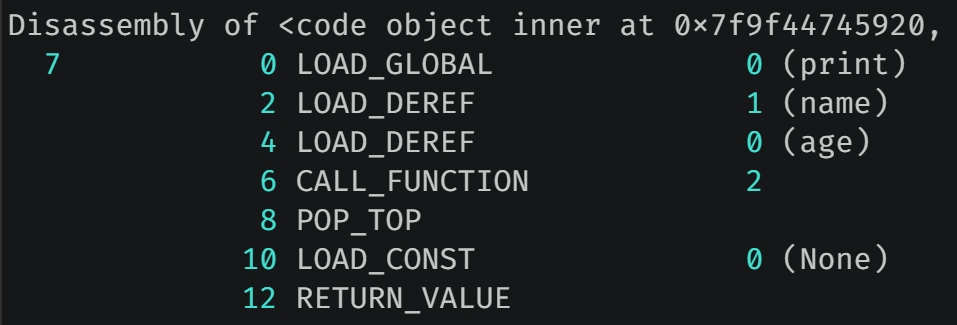 Disassembly of <code object inner at 0x7f9f44745920,
7 0 LOAD_GLOBAL 0 (print)
2 LOAD_DEREF 1 (name)
4 LOAD_DEREF 0 (age)
6 CALL_FUNCTION 2
8 POP_TOP
10 LOAD_CONST 0 (None)
12 RETURN_VALUE